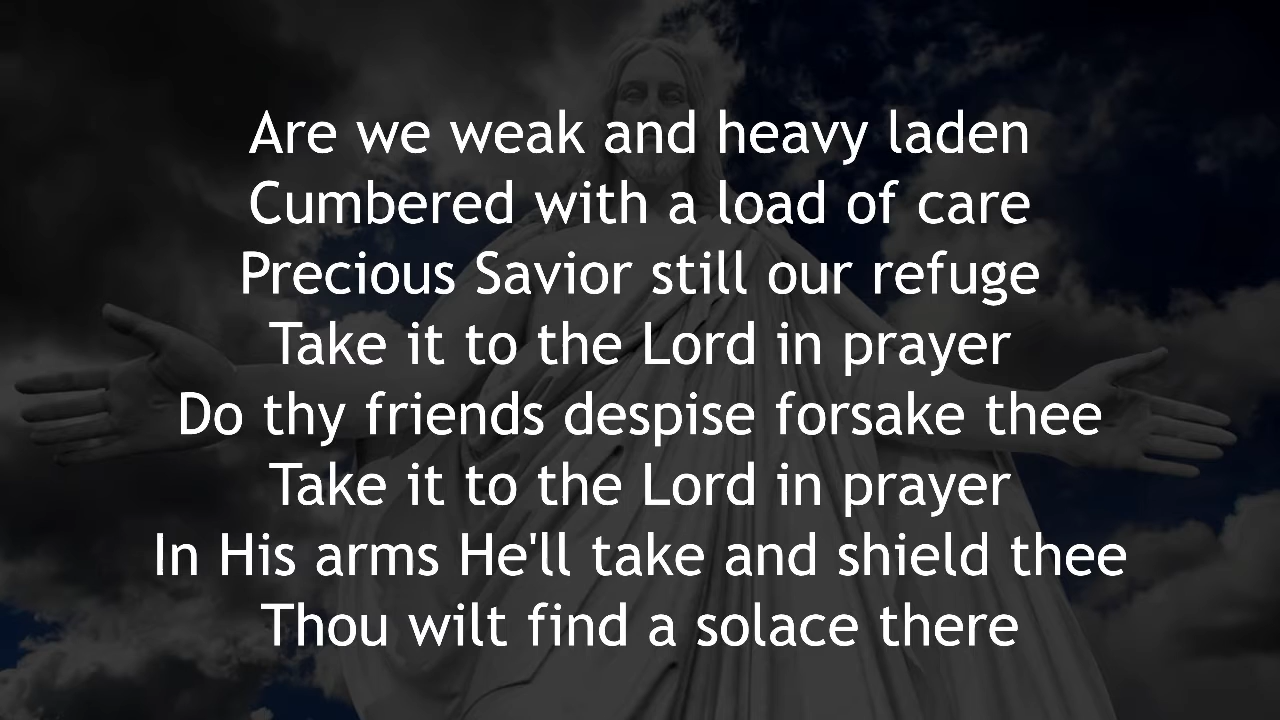 Are we weak and heavy laden
Cumbered with a load of care
Precious Savior still our refuge
Take it to the Lord in prayer
Do thy friends despise forsake thee
Take it to the Lord in prayer
In His arms He'll take and shield thee
Thou wilt find a solace there